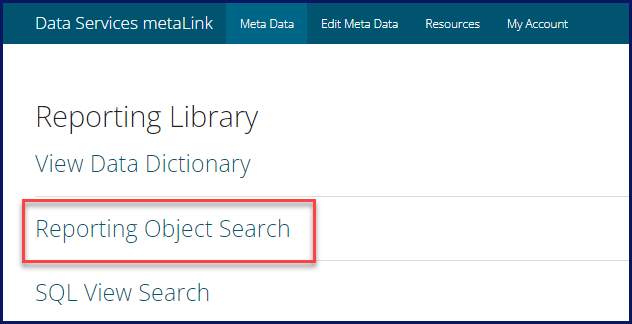 Data Services metaLink Meta Data Edit Meta Data Resources My Account
Reporting Library
View Data Dictionary
Reporting Object Search
SQL View Search